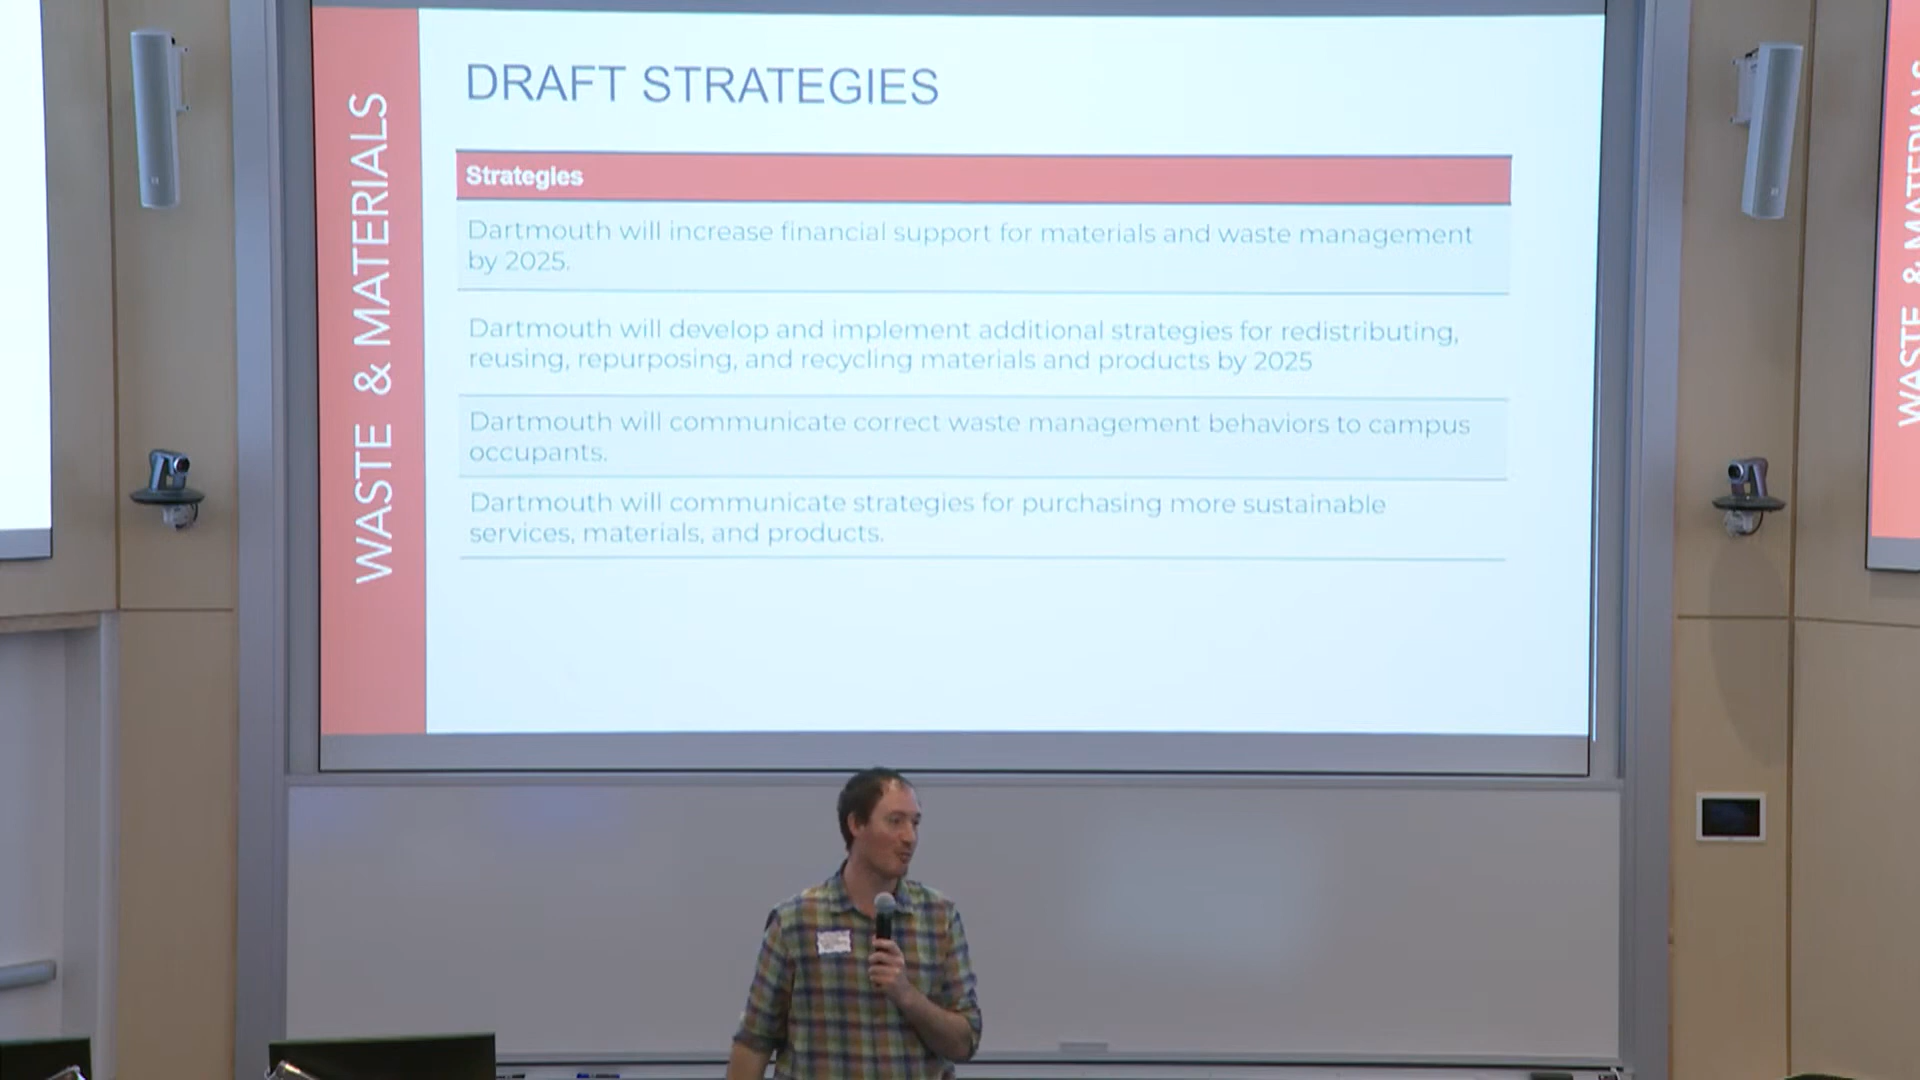 WASTE & MATERIALS
DRAFT STRATEGIES
Strategies
Dartmouth will increase financial support for materials and waste management
by 2025.
Dartmouth will develop and implement additional strategies for redistributing,
reusing, repurposing, and recycling materials and products by 2025
Dartmouth will communicate correct waste management behaviors to campus
occupants.
Dartmouth will communicate strategies for purchasing more sustainable
services, materials, and products.
WASTE & MATERIALS